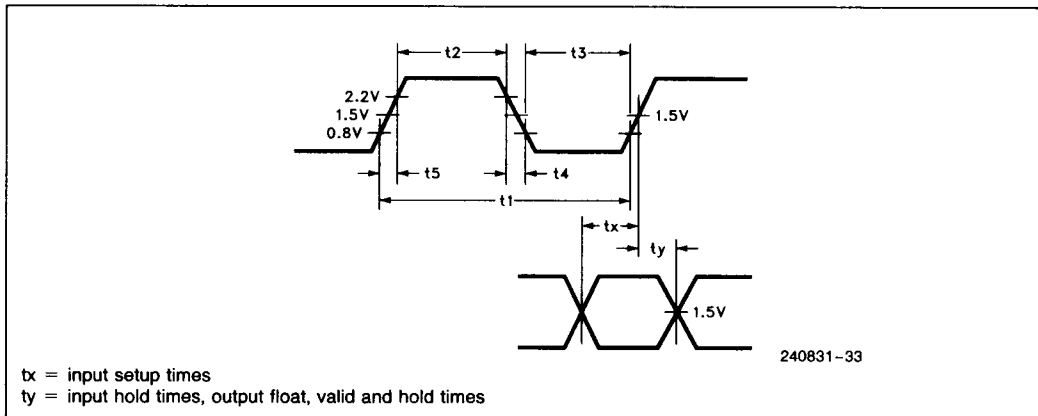 t2
t3
2.2V
1.5V
0.8V
1.5V
t5
t4
t1
tx
ty
1.5V
240831-33
tx = input setup times
ty = input hold times, output float, valid and hold times